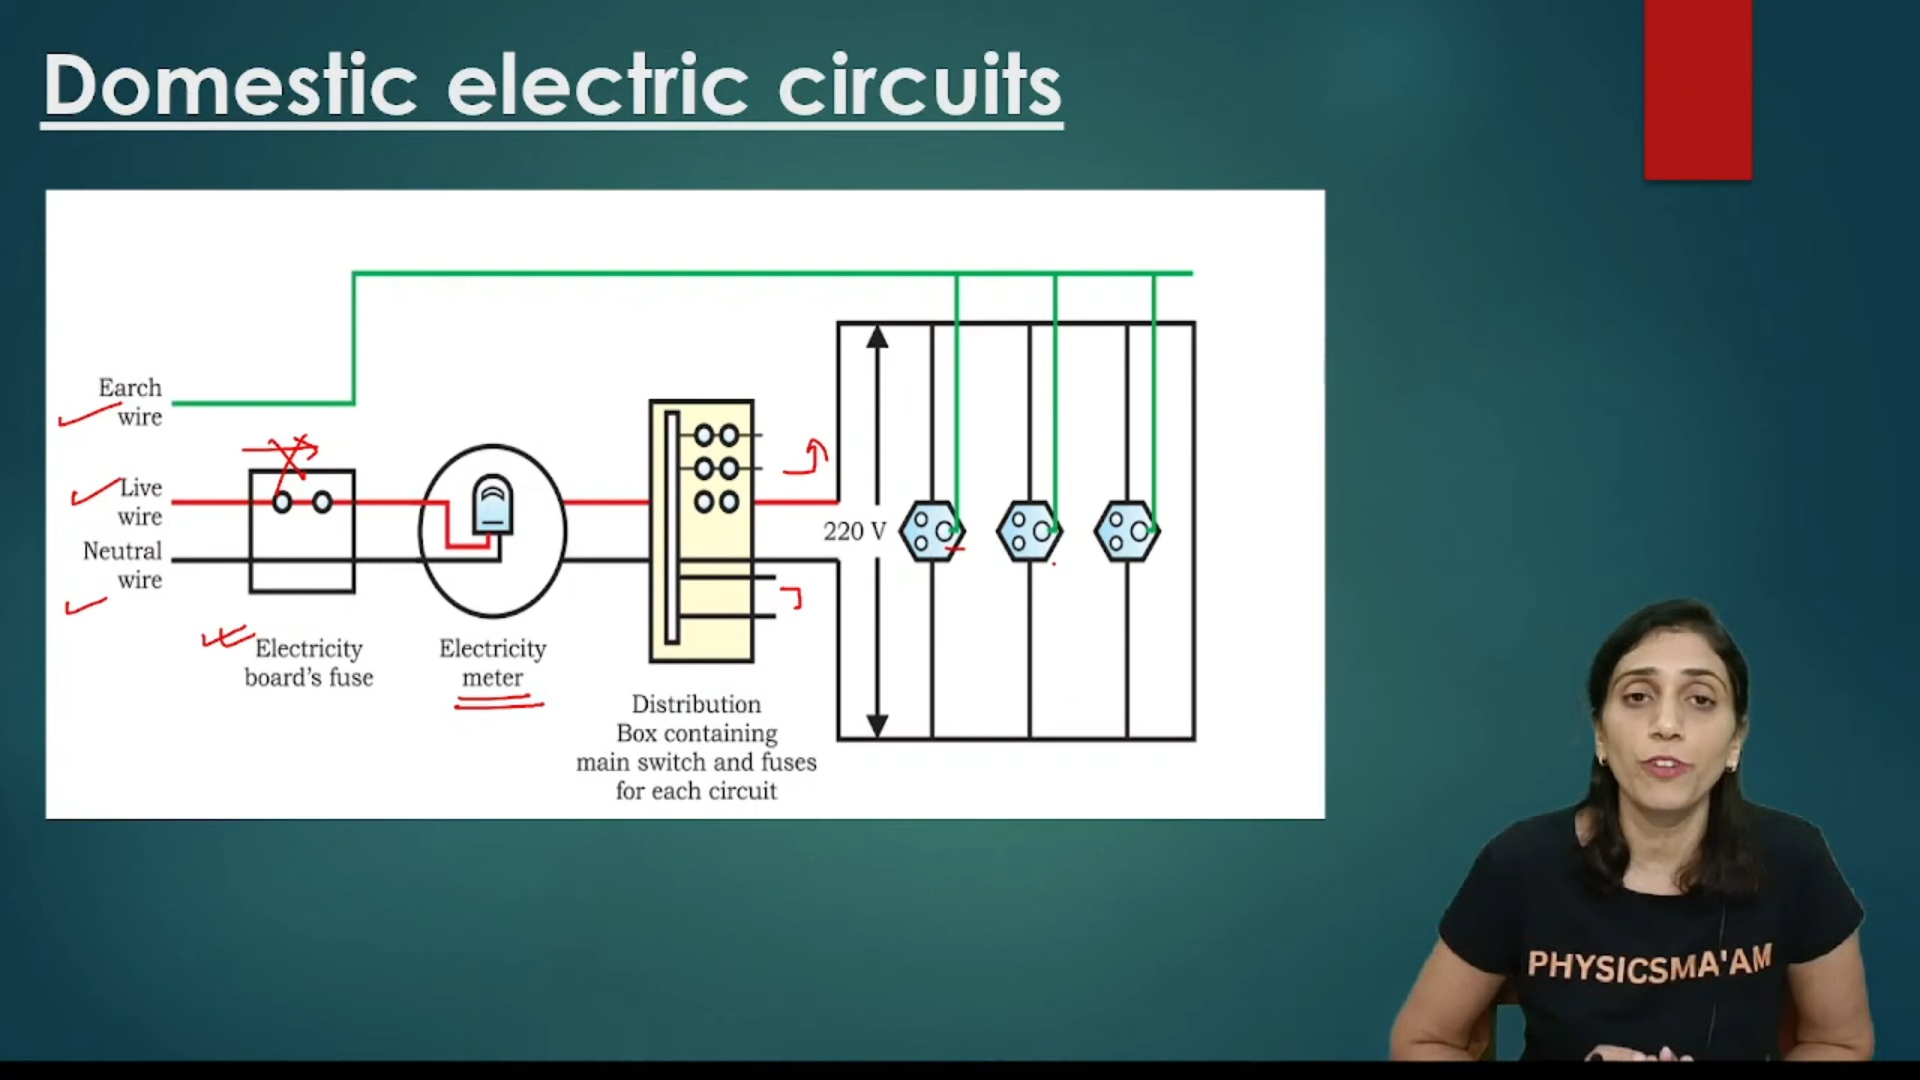 Domestic electric circuits
Earch
wire
Live
wire
Neutral
wire
Electricity
board's fuse
Electricity
meter
Distribution
Box containing
main switch and fuses
for each circuit
220 V
PHYSICSMA'AM